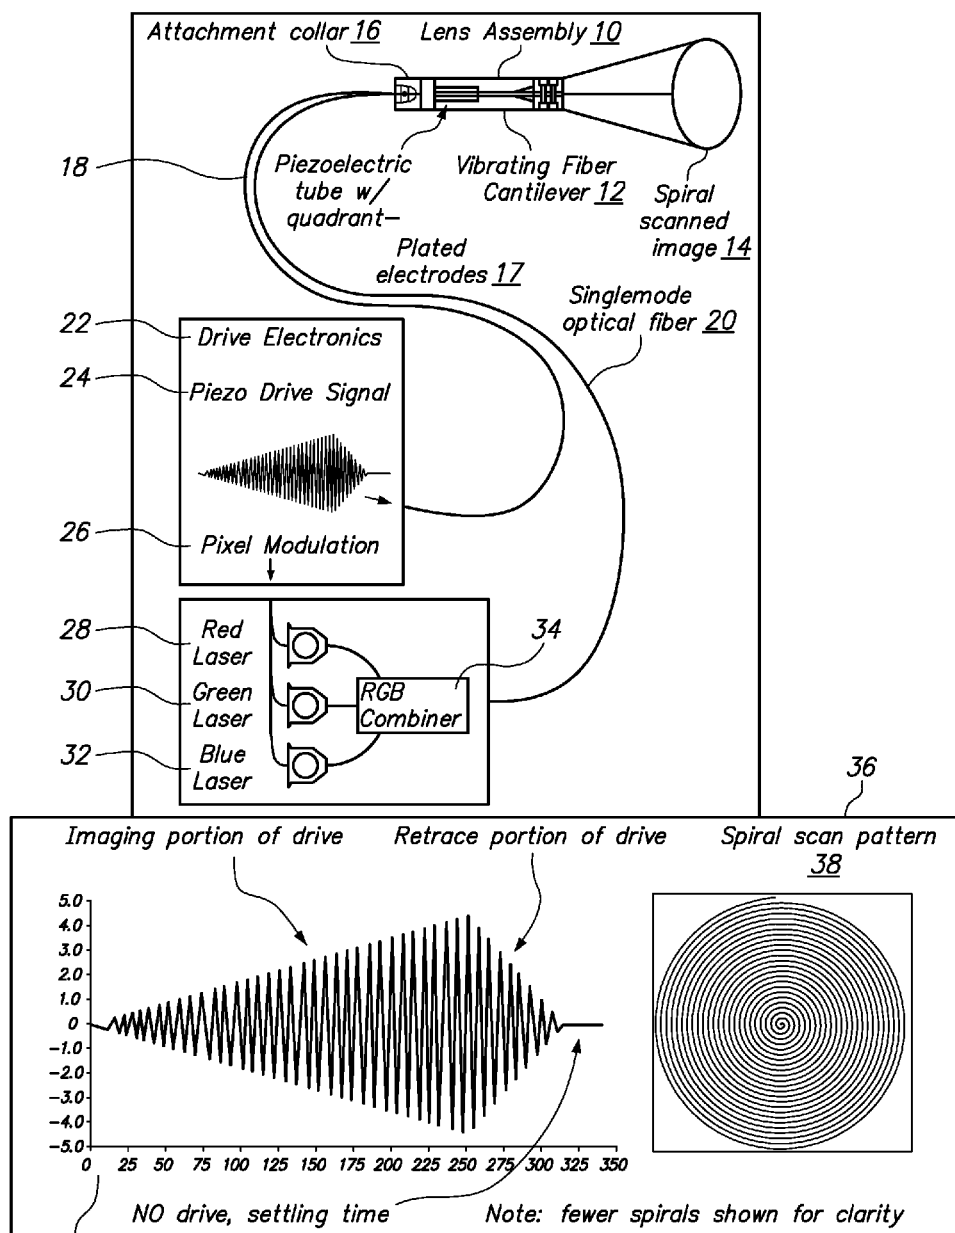 Attachment collar 16
Lens Assembly 10
18
Piezoelectric
tube w/
quadrant–
Vibrating Fiber
Cantilever 12
Spiral
scanned
image 14
Plated
electrodes 17
Singlemode
optical fiber 20
22
Drive Electronics
24
Piezo Drive Signal
26
Pixel Modulation
28
Red
Laser
34
30
Green
Laser
RGB
Combiner
32
Blue
Laser
36
Imaging portion of drive
Retrace portion of drive
Spiral scan pattern
38
5.0
4.0
3.0
2.0
1.0
0
-1.0
-2.0
-3.0
-4.0
-5.0
0 25 50 75 100 125 150 175 200 225 250 275 300 325 350
NO drive, settling time
Note: fewer spirals shown for clarity